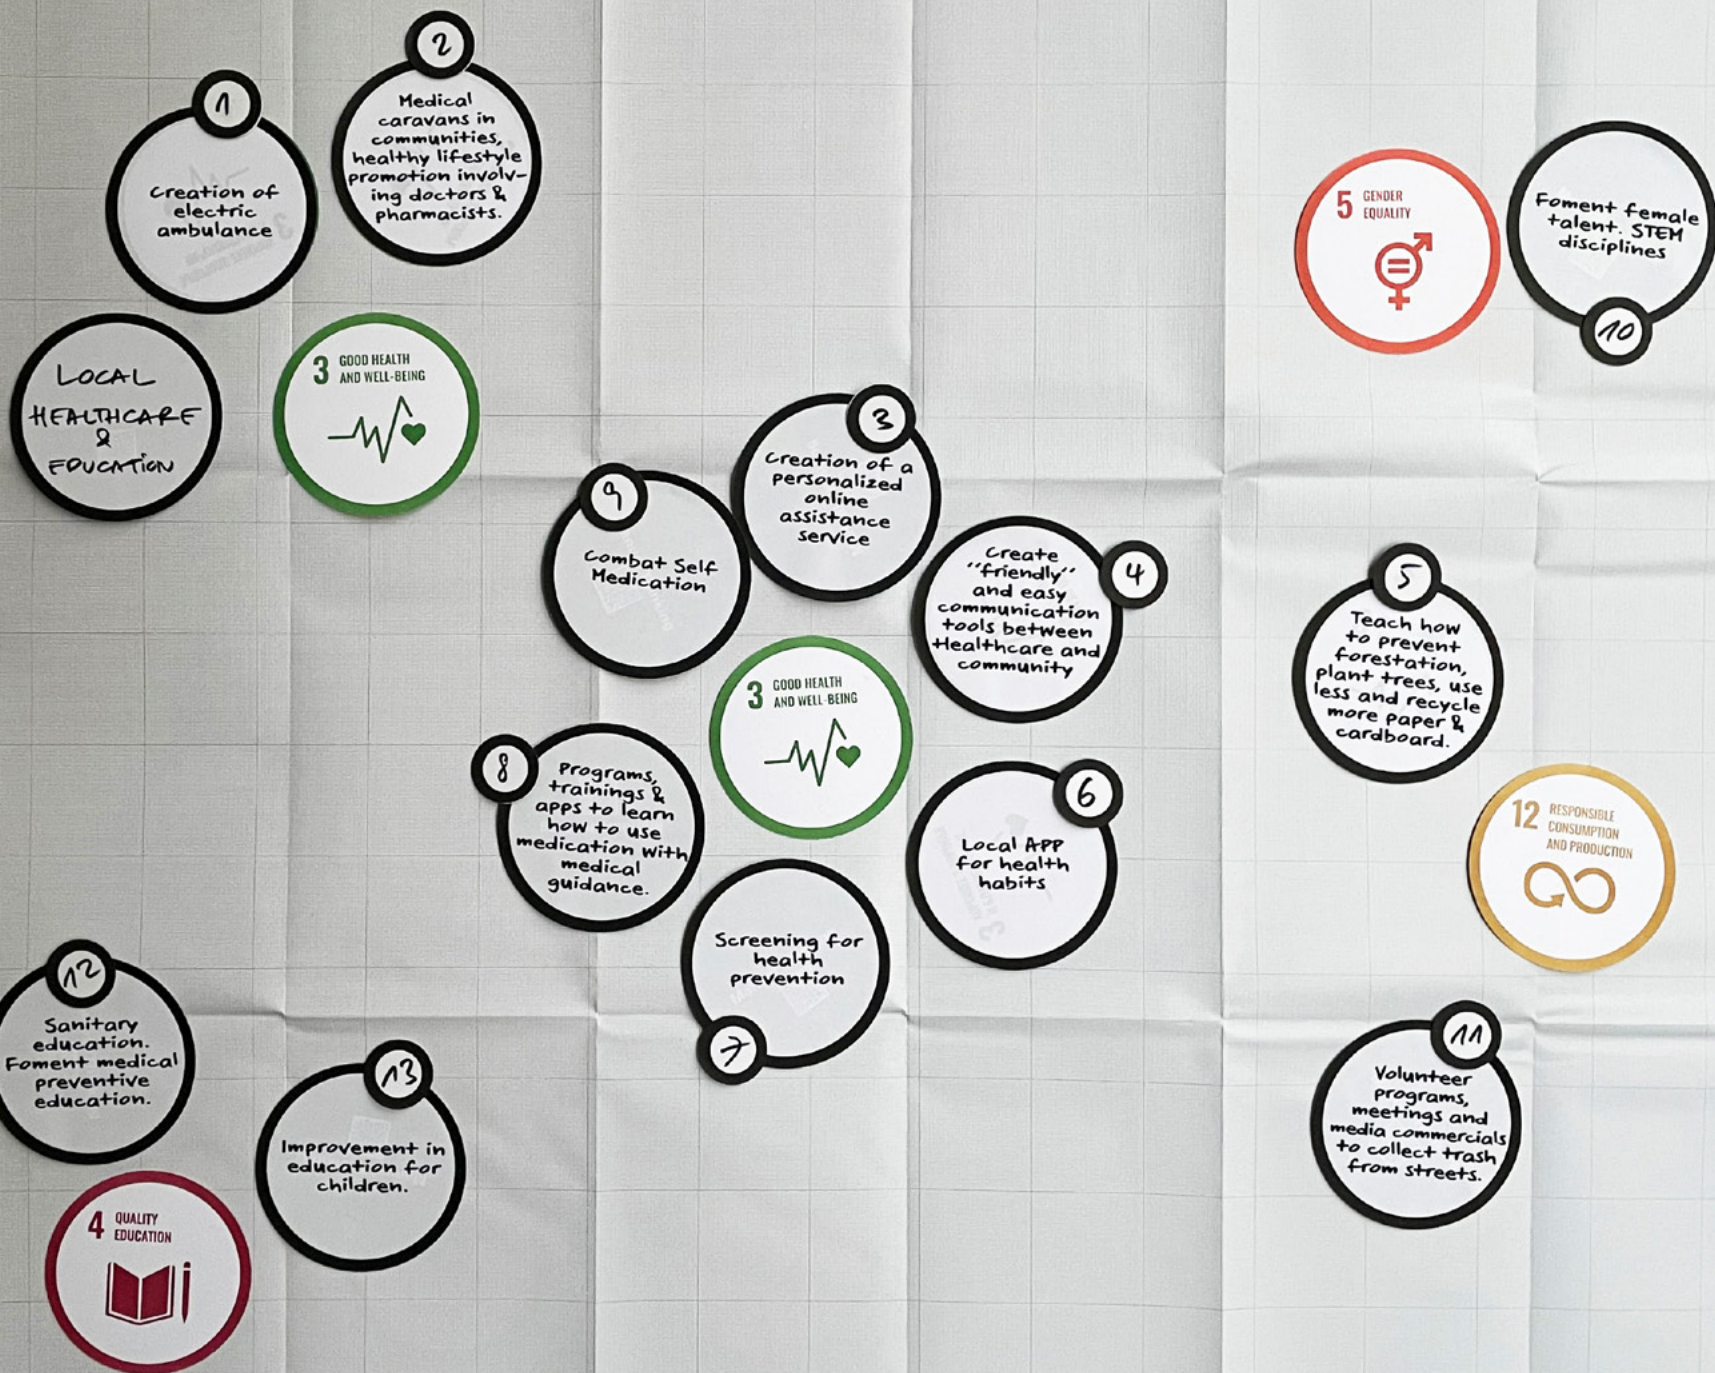 1
Creation of
electric
ambulance
2
Medical
caravans in
communities,
healthy lifestyle
promotion involv-
ing doctors &
pharmacists.
LOCAL
HEALTHCARE
&
EDUCATION
3 GOOD HEALTH
AND WELL-BEING
5 GENDER
EQUALITY
Foment female
talent. STEM
disciplines
10
9
Combat Self
Medication
3
Creation of a
personalized
online
assistance
service
4
Create
"friendly"
and easy
communication
tools between
Healthcare and
community
3 GOOD HEALTH
AND WELL-BEING
8
Programs,
trainings &
apps to learn
how to use
medication with
medical
guidance.
6
Local APP
for health
habits
Screening for
health
prevention
7
5
Teach how
to prevent
forestation,
plant trees, use
less and recycle
more paper &
cardboard.
12 RESPONSIBLE
CONSUMPTION
AND PRODUCTION
11
Volunteer
programs,
meetings and
media commercials
to collect trash
from streets.
12
Sanitary
education.
Foment medical
preventive
education.
13
Improvement in
education for
children.
4 QUALITY
EDUCATION